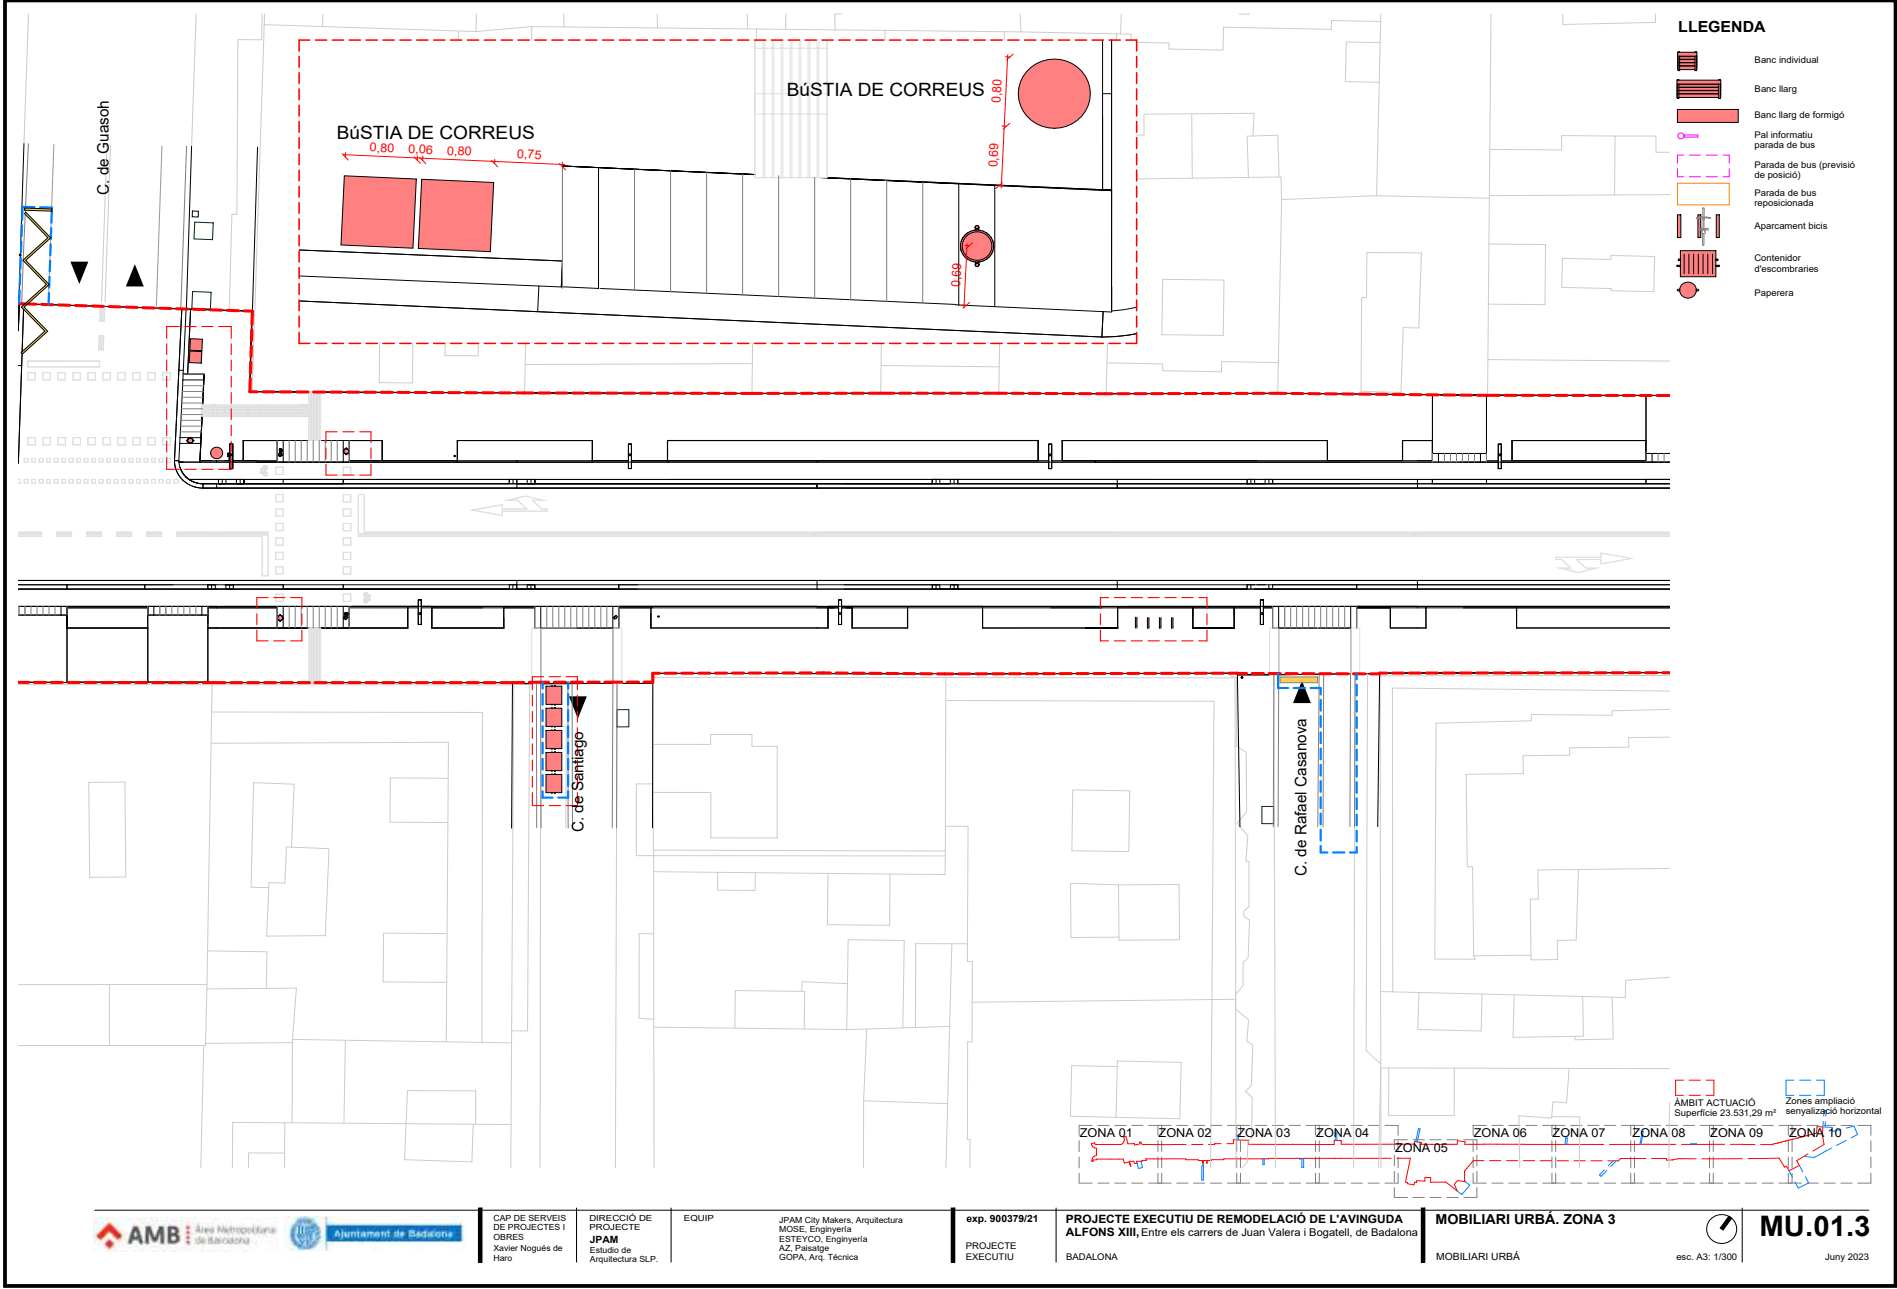 LLEGENDA
Banc individual
Banc llarg
Banc llarg de formigó
Pal informatiu
parada de bus
Parada de bus (previsió
de posició)
Parada de bus
reposicionada
Aparcament bicis
Contenidor
d'escombraries
Paperera
C. de Guasch
BúSTIA DE CORREUS
0,80
0,06
0,80
0,75
BúSTIA DE CORREUS
0,80
0,69
0,69
C. de Santiago
C. de Rafael Casanova
ÀMBIT ACTUACIÓ
Superfície 23.531,29 m²
Zones ampliació
senyalizació horizontal
ZONA 01
ZONA 02
ZONA 03
ZONA 04
ZONA 05
ZONA 06
ZONA 07
ZONA 08
ZONA 09
ZONA 10
AMB
Àrea Metropolitana
de Barcelona
Ajuntament de Badalona
CAP DE SERVEIS
DE PROJECTES I
OBRES
Xavier Nogués de
Haro
DIRECCIÓ DE
PROJECTE
JPAM
Estudio de
Arquitectura SLP.
EQUIP
JPAM City Makers, Arquitectura
MOSE, Enginyería
ESTEYCO, Enginyería
AZ, Paisatge
GOPA, Arq. Técnica
exp. 900379/21
PROJECTE
EXECUTIU
PROJECTE EXECUTIU DE REMODELACIÓ DE L'AVINGUDA
ALFONS XIII, Entre els carrers de Juan Valera i Bogatell, de Badalona
BADALONA
MOBILIARI URBÁ. ZONA 3
MOBILIARI URBÁ
esc. A3: 1/300
MU.01.3
Juny 2023